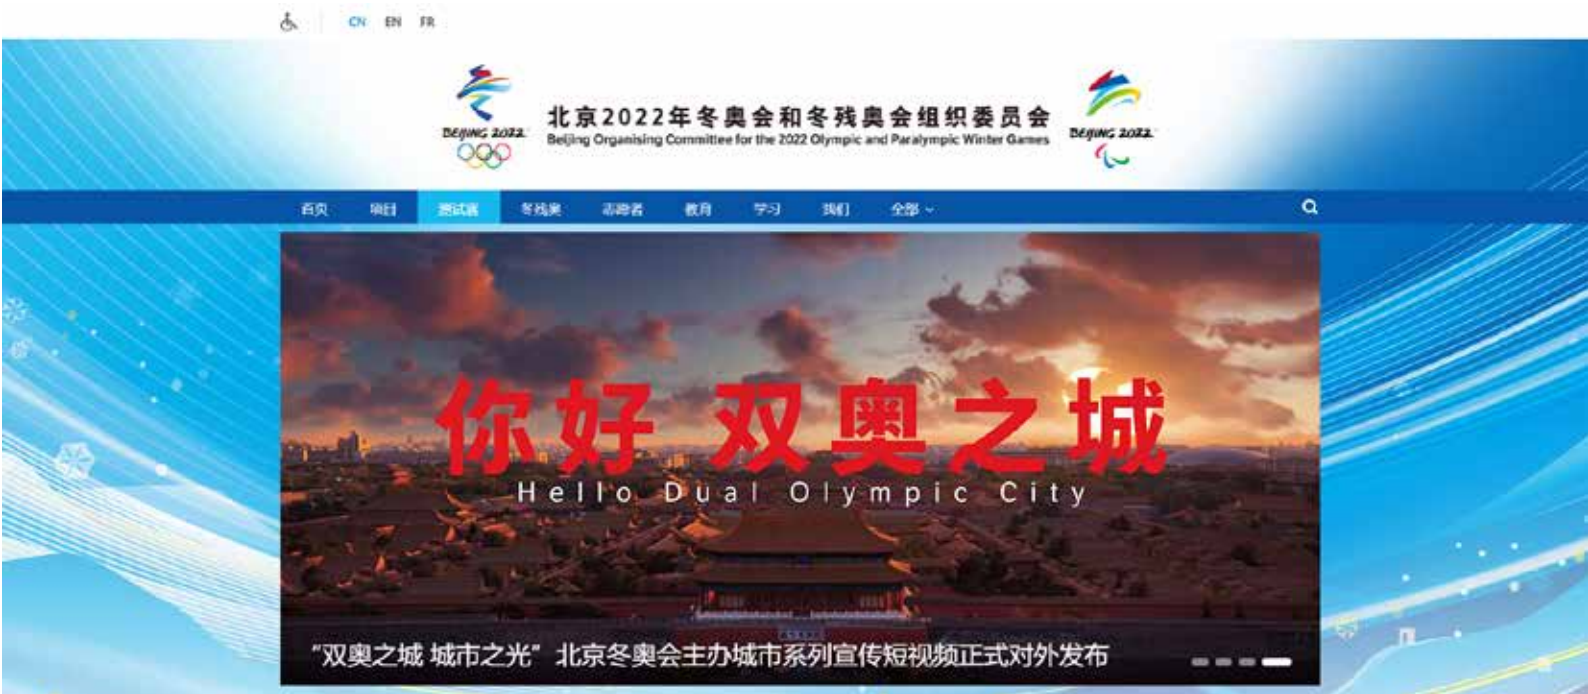 CN EN FR
BEIJING 2022
北京2022年冬奥会和冬残奥会组织委员会
Beijing Organising Committee for the 2022 Olympic and Paralympic Winter Games
BEIJING 2022
首页 项目 测试赛 冬残奥 志愿者 教育 学习 我们 全部
你好 双奥之城
Hello Dual Olympic City
“双奥之城 城市之光”北京冬奥会主办城市系列宣传短视频正式对外发布